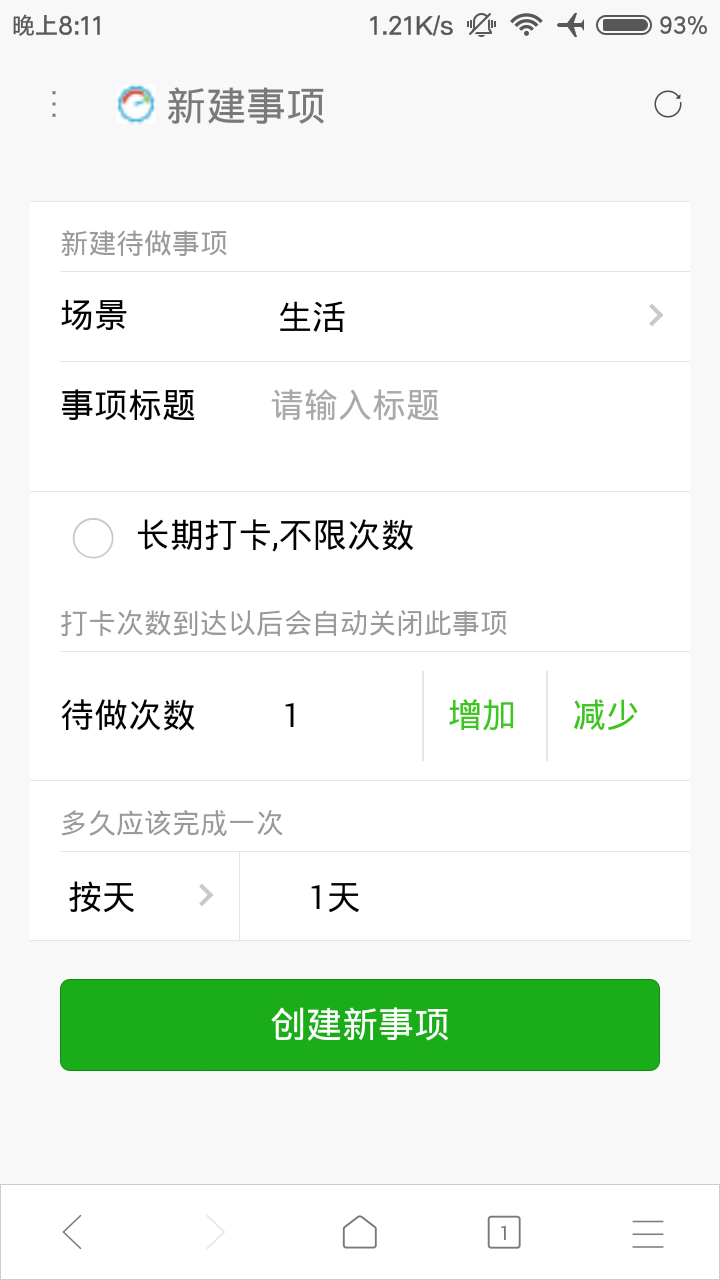 晚上8:11 1.21K/s 93%
新建事项
新建待做事项
场景 生活
事项标题 请输入标题
长期打卡,不限次数
打卡次数到达以后会自动关闭此事项
待做次数 1 增加 减少
多久应该完成一次
按天 1天
创建新事项
1